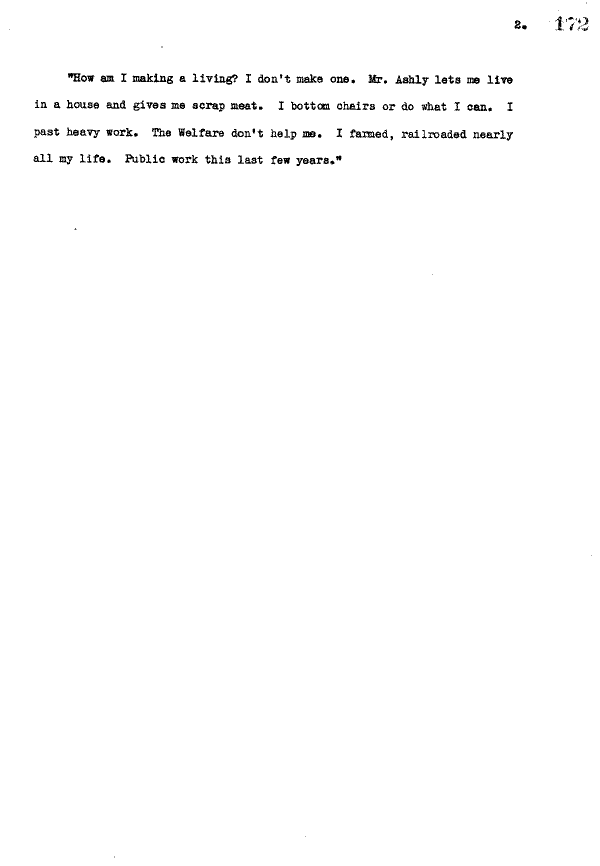 2. 172
"How am I making a living? I don't make one. Mr. Ashly lets me live
in a house and gives me scrap meat. I bottom chairs or do what I can. I
past heavy work. The Welfare don't help me. I farmed, railroaded nearly
all my life. Public work this last few years."